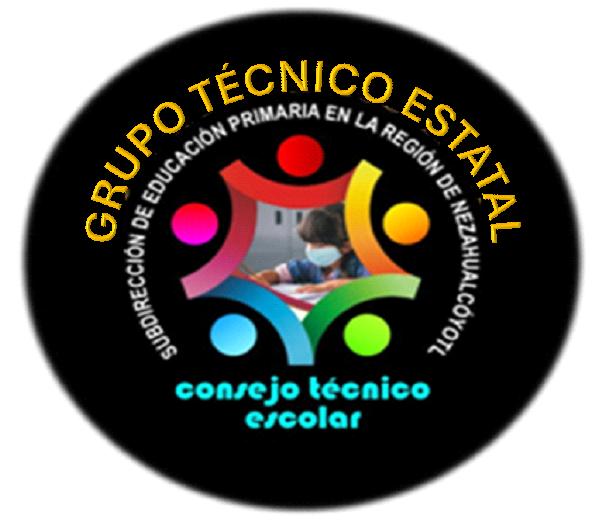 GRUPO TÉCNICO ESTATAL
SUBDIRECCIÓN DE EDUCACIÓN PRIMARIA EN LA REGIÓN DE NEZAHUALCÓYOTL
consejo técnico
escolar